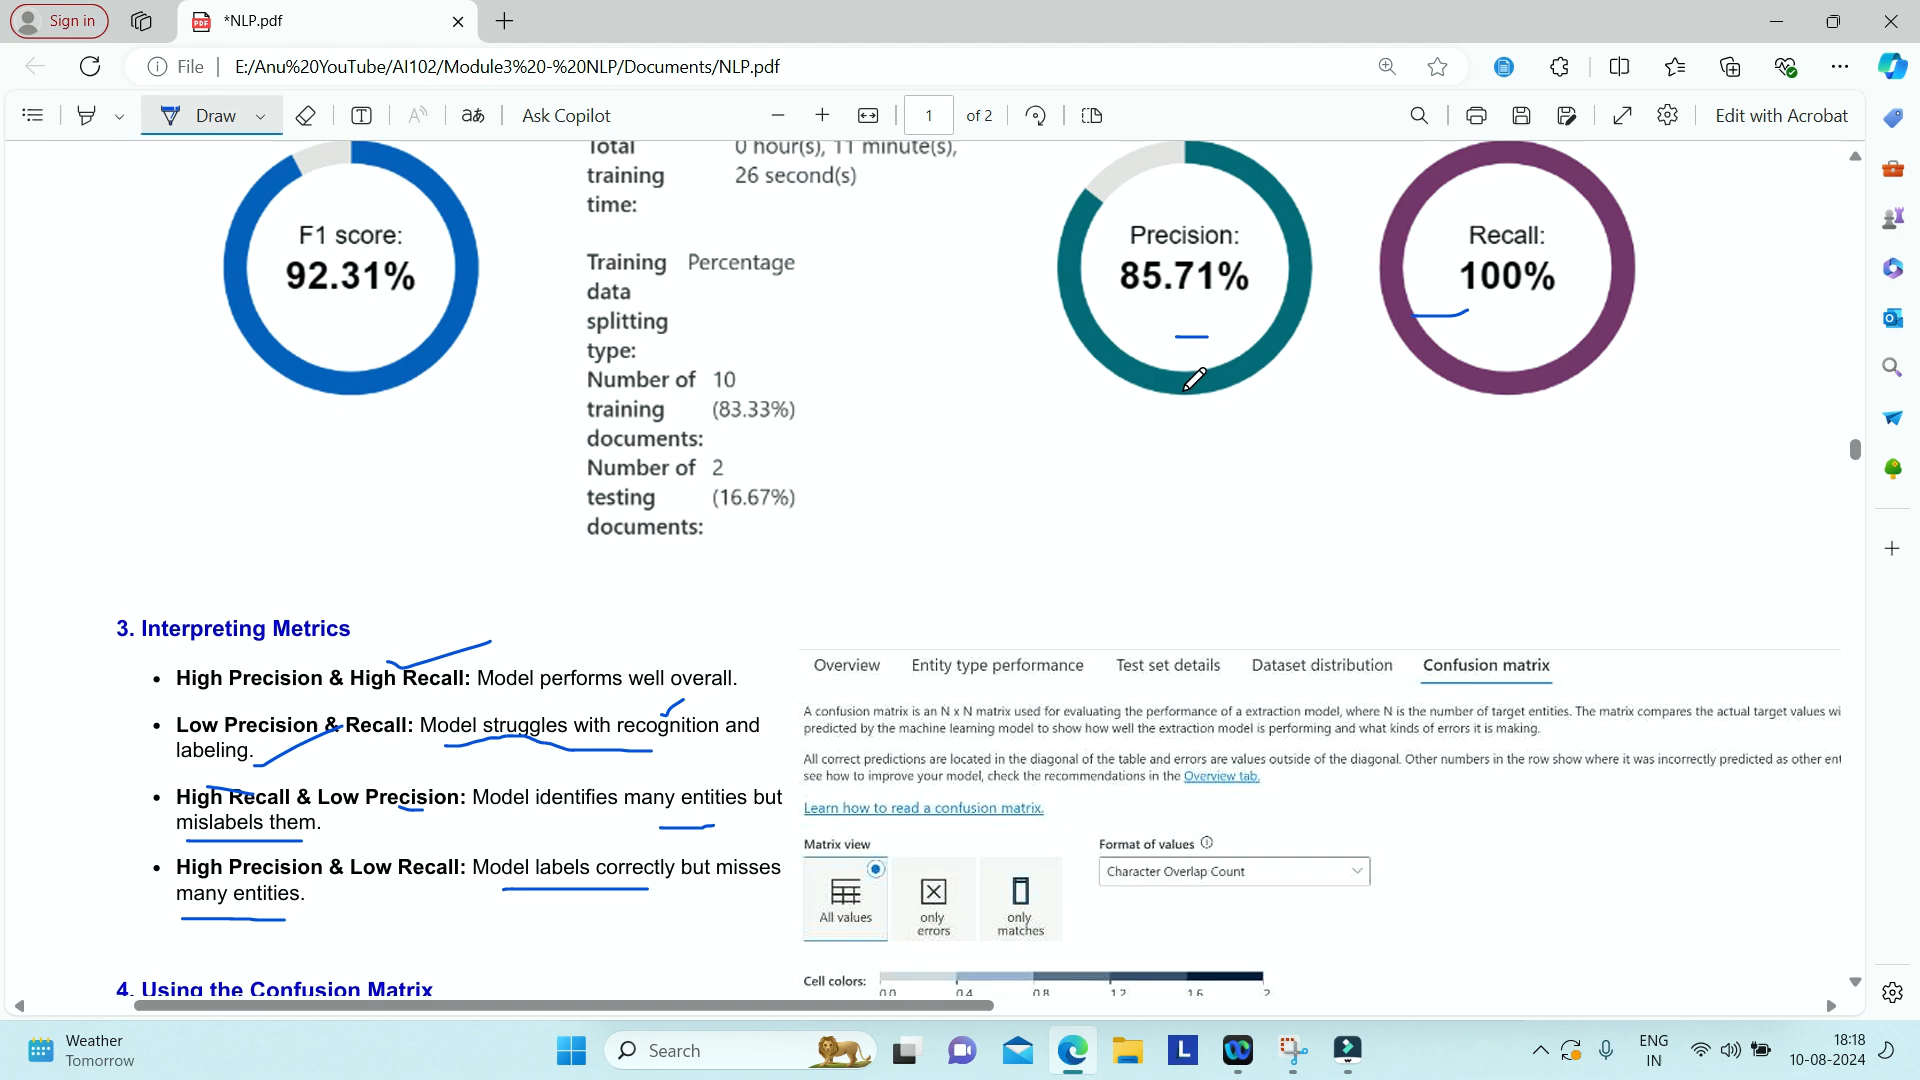 Sign in
*NLP.pdf
File
E:/Anu%20YouTube/AI102/Module3%20-%20NLP/Documents/NLP.pdf
Draw
aあ
Ask Copilot
1
of 2
Edit with Acrobat
F1 score:
92.31%
Total training time:
0 hour(s), 11 minute(s), 26 second(s)
Training data splitting type:
Percentage
Number of training documents:
10 (83.33%)
Number of testing documents:
2 (16.67%)
Precision:
85.71%
Recall:
100%
3. Interpreting Metrics
• High Precision & High Recall: Model performs well overall.
• Low Precision & Recall: Model struggles with recognition and
labeling.
• High Recall & Low Precision: Model identifies many entities but
mislabels them.
• High Precision & Low Recall: Model labels correctly but misses
many entities.
4. Using the Confusion Matrix
Overview Entity type performance Test set details Dataset distribution Confusion matrix
A confusion matrix is an N x N matrix used for evaluating the performance of a extraction model, where N is the number of target entities. The matrix compares the actual target values wi
predicted by the machine learning model to show how well the extraction model is performing and what kinds of errors it is making.
All correct predictions are located in the diagonal of the table and errors are values outside of the diagonal. Other numbers in the row show where it was incorrectly predicted as other ent
see how to improve your model, check the recommendations in the Overview tab.
Learn how to read a confusion matrix.
Matrix view
All values
only errors
only matches
Format of values
Character Overlap Count
Cell colors:
0.0 0.4 0.8 1.2 1.6 2
Weather
Tomorrow
Search
L
ENG
IN
18:18
10-08-2024